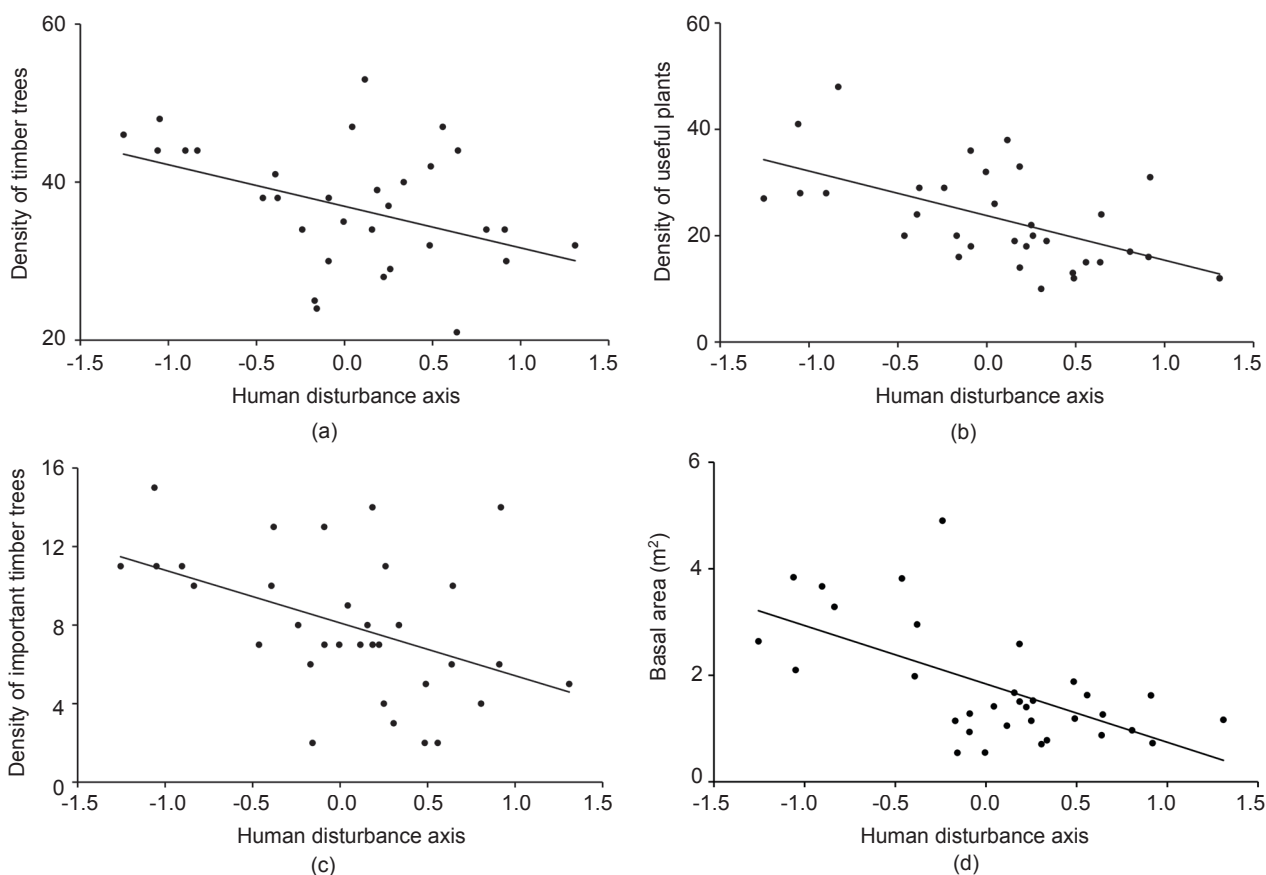 60
40
20
-1.5 -1.0 -0.5 0.0 0.5 1.0 1.5
Density of timber trees
Human disturbance axis
(a)
60
40
20
0
-1.5 -1.0 -0.5 0.0 0.5 1.0 1.5
Density of useful plants
Human disturbance axis
(b)
16
12
8
4
0
-1.5 -1.0 -0.5 0.0 0.5 1.0 1.5
Density of important timber trees
Human disturbance axis
(c)
6
4
2
0
-1.5 -1.0 -0.5 0.0 0.5 1.0 1.5
Basal area (m²)
Human disturbance axis
(d)